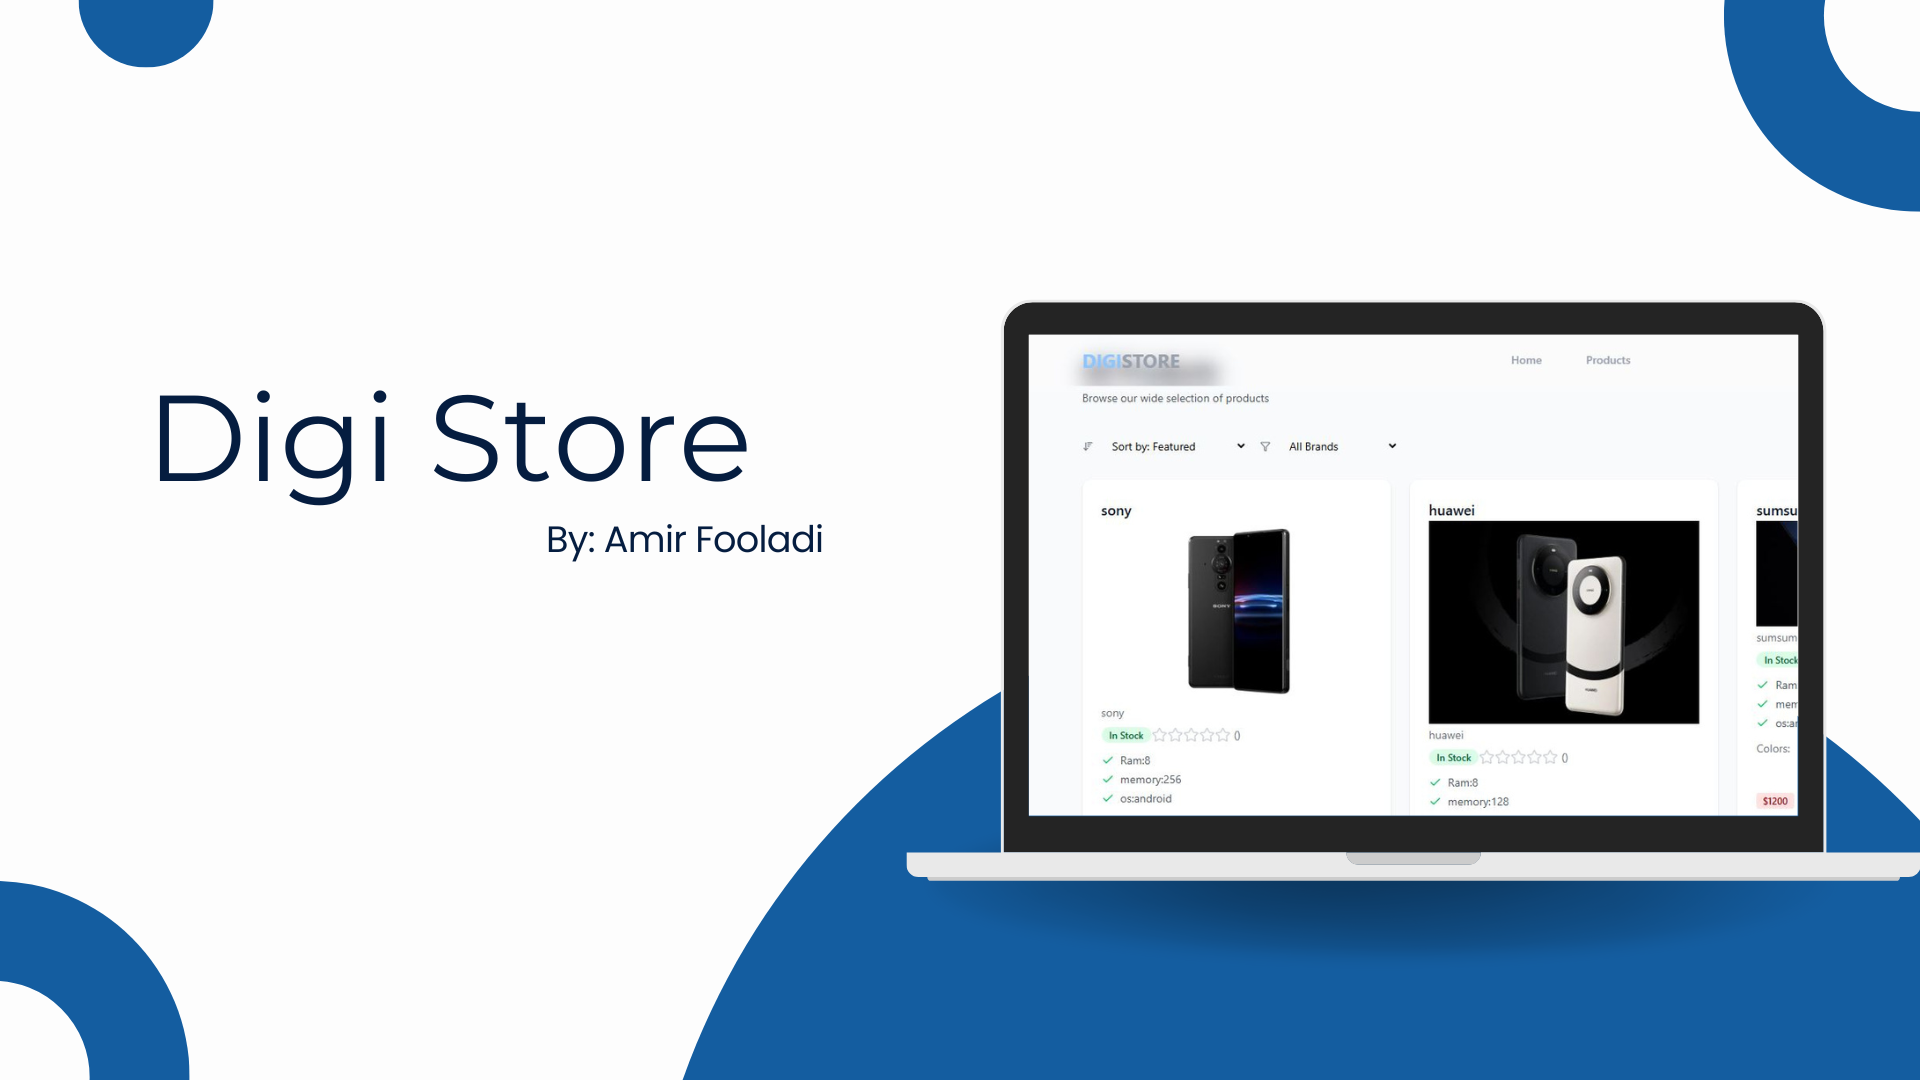 Digi Store
By: Amir Fooladi
DIGISTORE
Home
Products
Browse our wide selection of products
Sort by: Featured
All Brands
sony
SONY
sony
In Stock
0
Ram:8
memory:256
os:android
huawei
huawei
In Stock
0
Ram:8
memory:128
sumsu
sumsum
In Stock
Ram
mem
os:a
Colors:
$1200